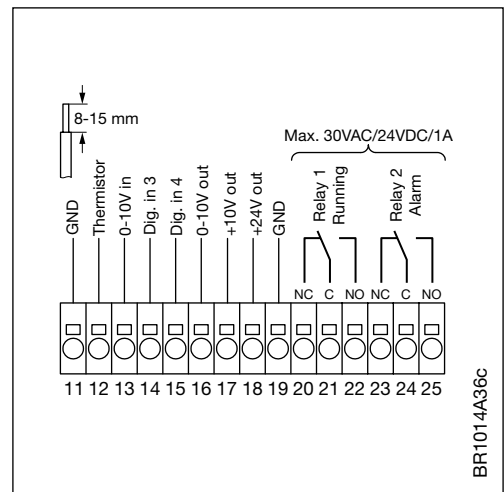 8-15 mm
Max. 30VAC/24VDC/1A
GND
Thermistor
0-10V in
Dig. in 3
Dig. in 4
0-10V out
+10V out
+24V out
GND
Relay 1
Running
Relay 2
Alarm
NC C NO NC C NO
11 12 13 14 15 16 17 18 19 20 21 22 23 24 25
BR1014A36c